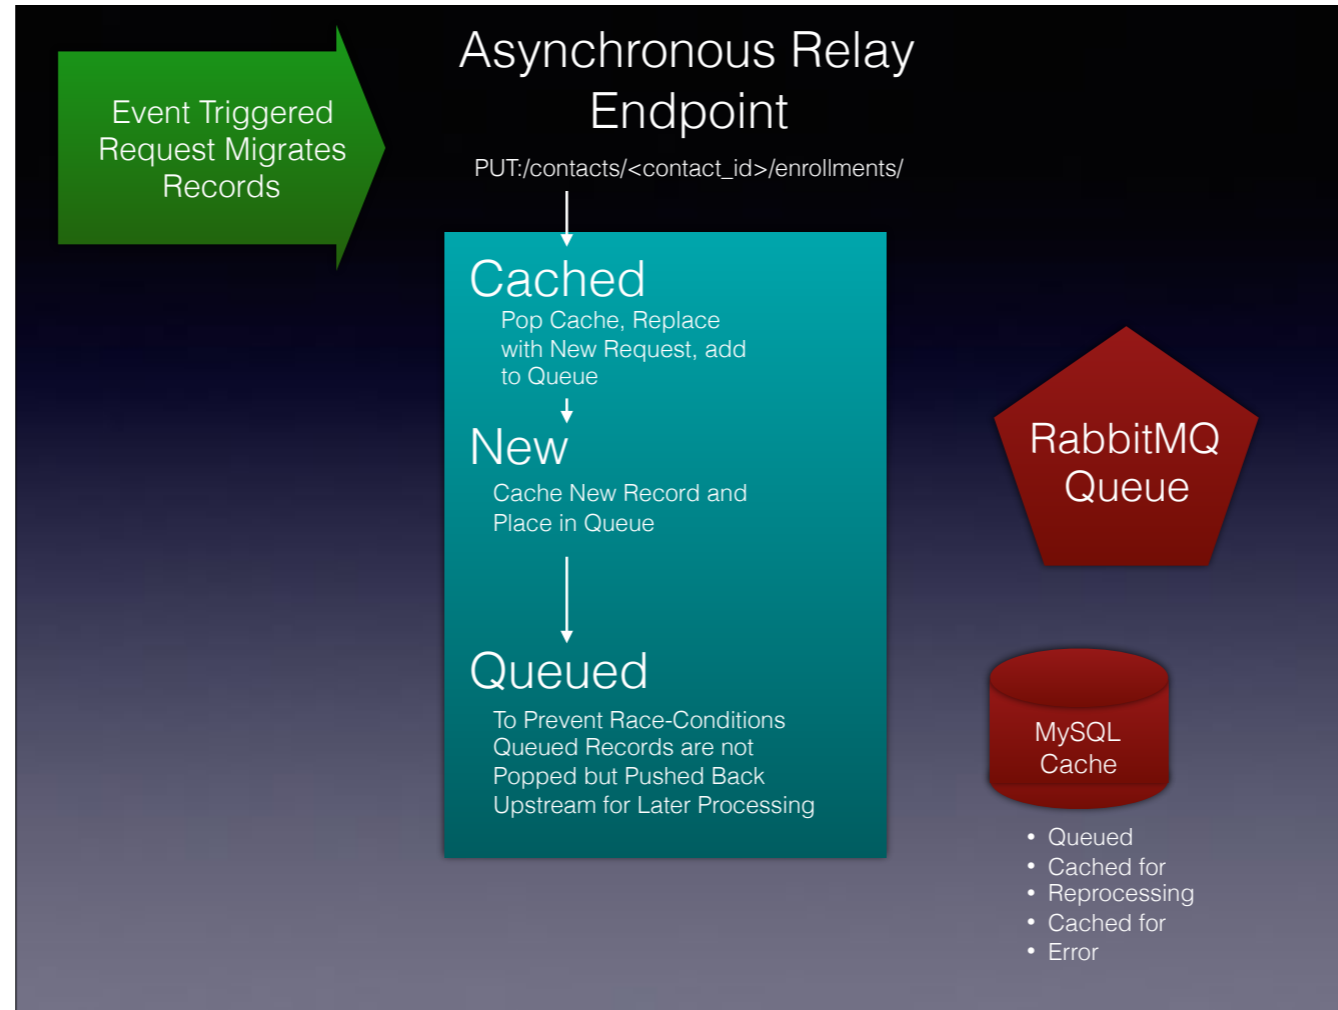 Asynchronous Relay
Endpoint
PUT:/contacts/<contact_id>/enrollments/
Event Triggered
Request Migrates
Records
Cached
Pop Cache, Replace
with New Request, add
to Queue
New
Cache New Record and
Place in Queue
Queued
To Prevent Race-Conditions
Queued Records are not
Popped but Pushed Back
Upstream for Later Processing
RabbitMQ
Queue
MySQL
Cache
• Queued
• Cached for
• Reprocessing
• Cached for
• Error